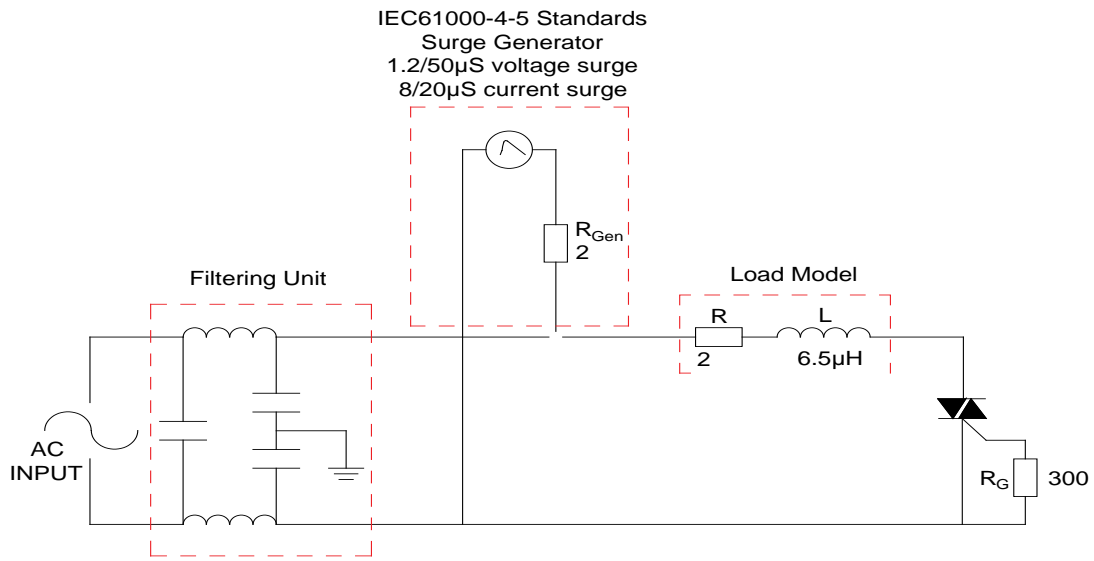 IEC61000-4-5 Standards
Surge Generator
1.2/50µS voltage surge
8/20µS current surge
RGen
2
Filtering Unit
Load Model
R
L
2
6.5µH
AC
INPUT
RG
300